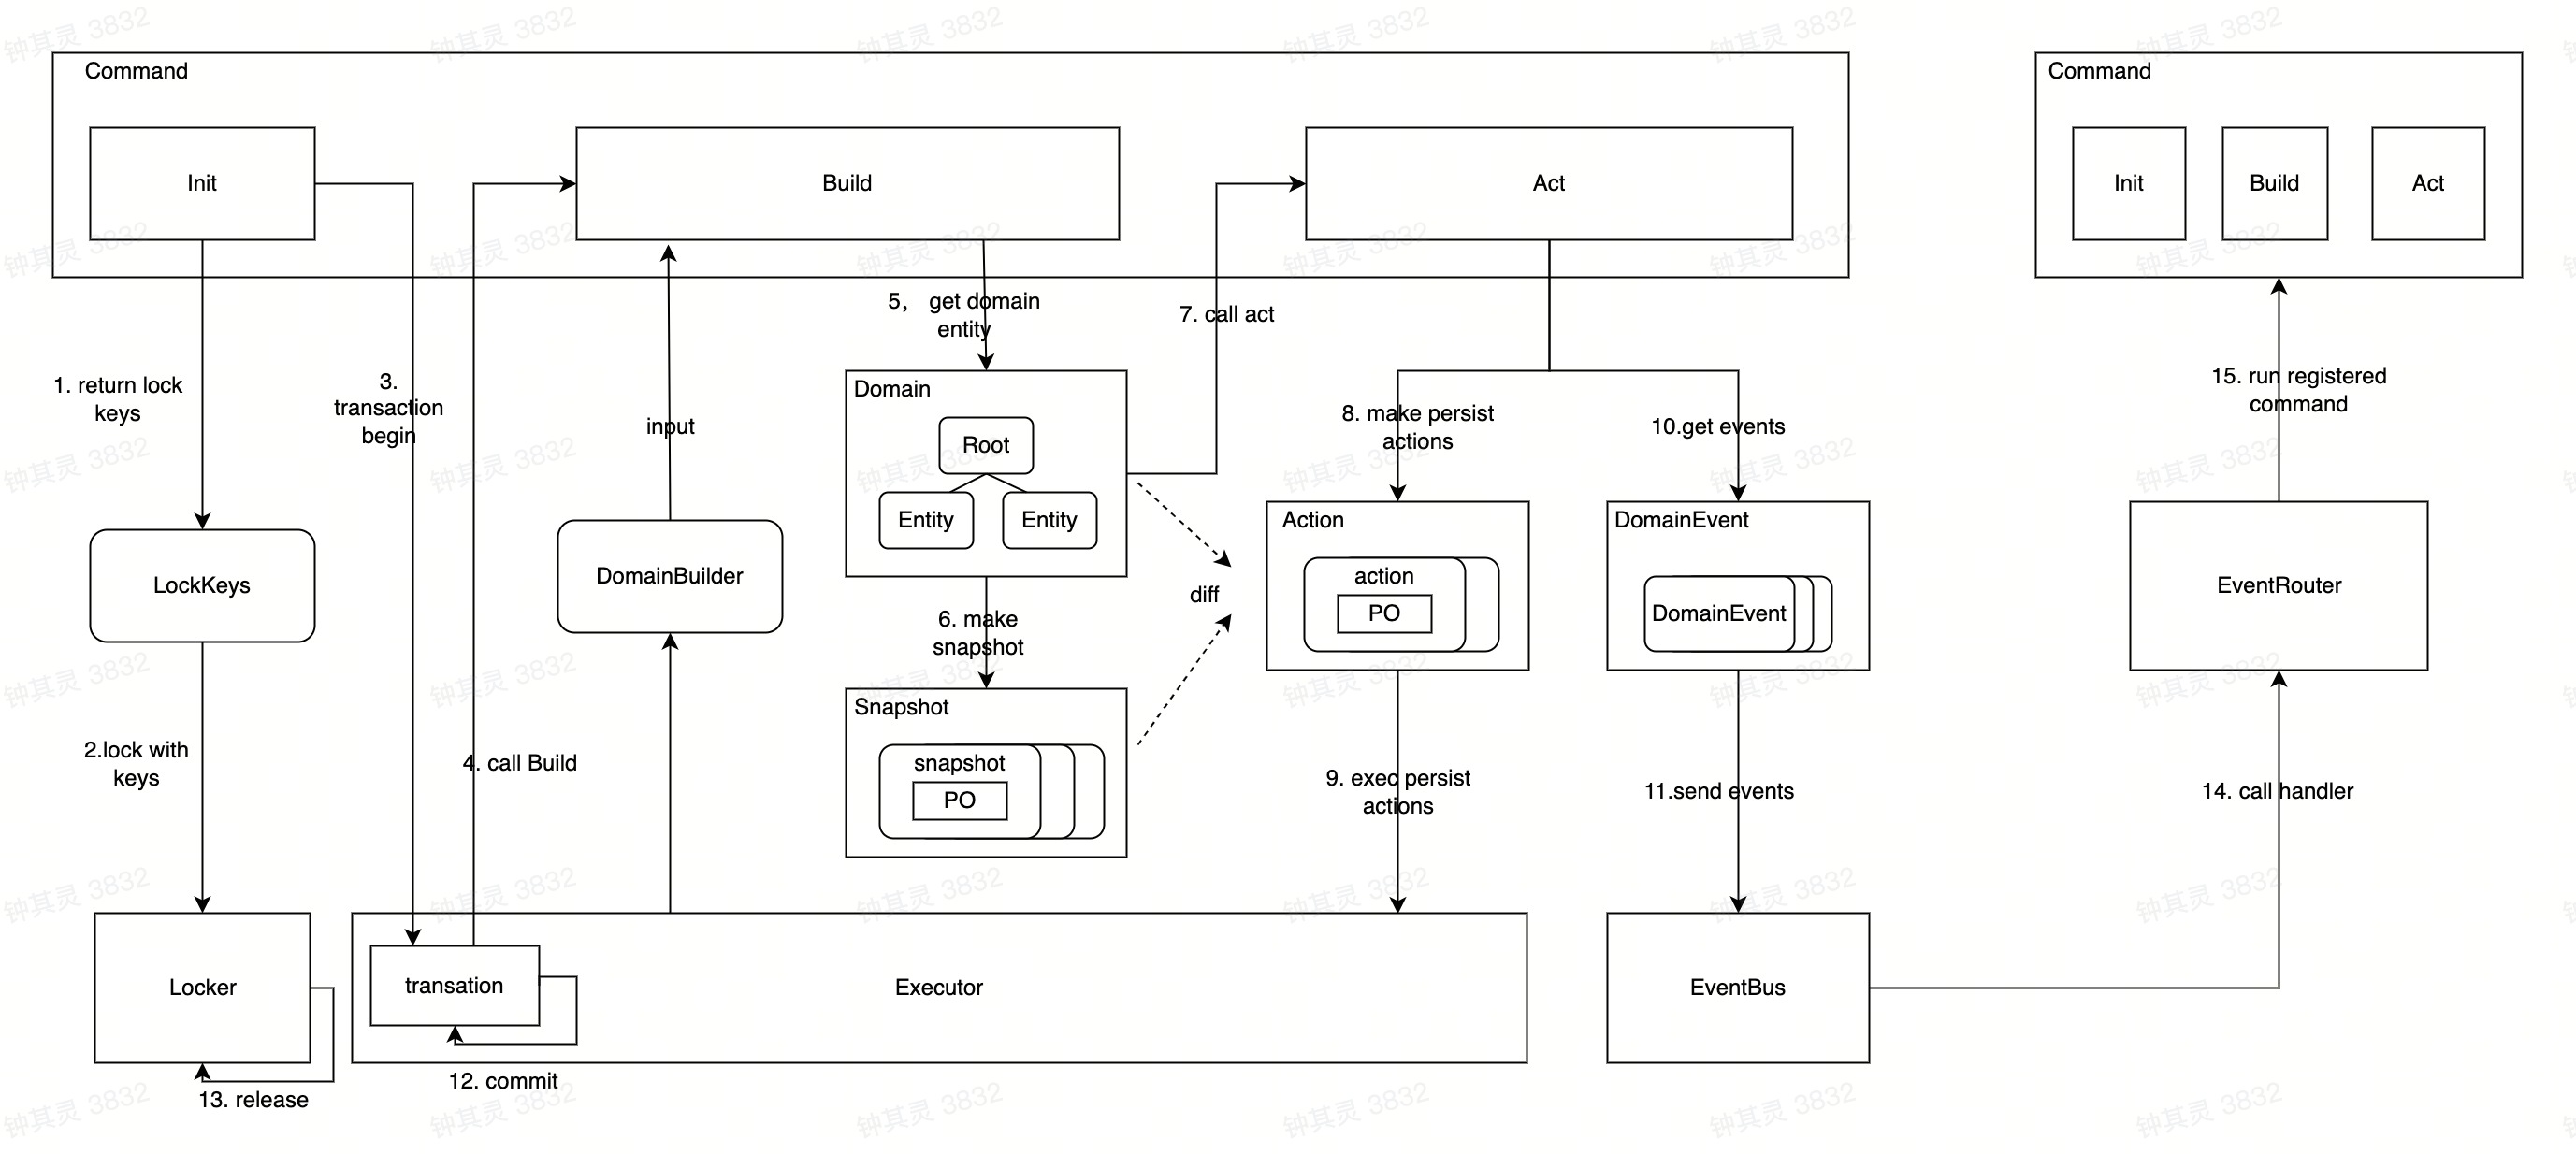 Command
Command
Init
Build
Act
Init
Build
Act
1. return lock
keys
3.
transaction
begin
input
5， get domain
entity
7. call act
8. make persist
actions
10.get events
15. run registered
command
LockKeys
DomainBuilder
Domain
Root
Entity
Entity
diff
Action
action
PO
DomainEvent
DomainEvent
EventRouter
2.lock with
keys
4. call Build
6. make
snapshot
Snapshot
snapshot
PO
9. exec persist
actions
11.send events
14. call handler
Locker
transation
Executor
EventBus
13. release
12. commit
钟其灵 3832